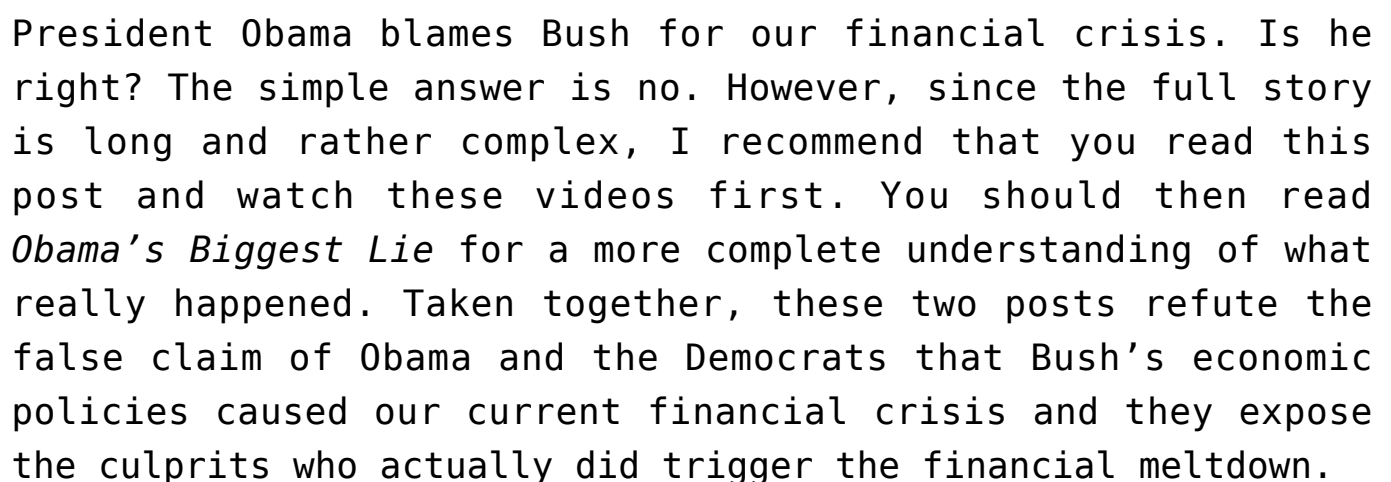 President Obama blames Bush for our financial crisis. Is he
right? The simple answer is no. However, since the full story
is long and rather complex, I recommend that you read this
post and watch these videos first. You should then read
Obama’s Biggest Lie for a more complete understanding of what
really happened. Taken together, these two posts refute the
false claim of Obama and the Democrats that Bush’s economic
policies caused our current financial crisis and they expose
the culprits who actually did trigger the financial meltdown.